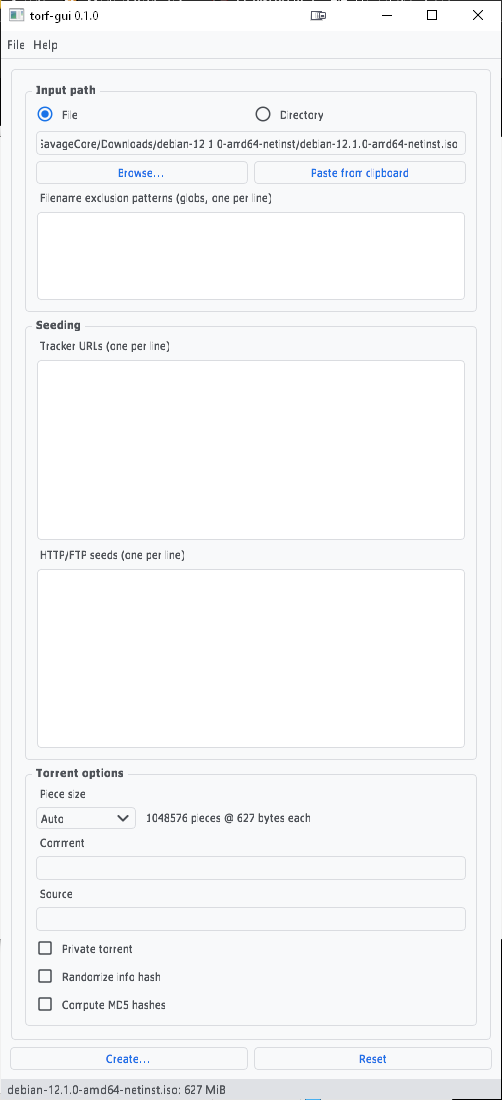 torf-gui 0.1.0
File Help
Input path
File Directory
SavageCore/Downloads/debian-12.1.0-amd64-netinst/debian-12.1.0-amd64-netinst.iso
Browse... Paste from clipboard
Filename exclusion patterns (globs, one per line)
Seeding
Tracker URLs (one per line)
HTTP/FTP seeds (one per line)
Torrent options
Piece size
Auto 1048576 pieces @ 627 bytes each
Comment
Source
Private torrent
Randomize info hash
Compute MD5 hashes
Create... Reset
debian-12.1.0-amd64-netinst.iso: 627 MiB